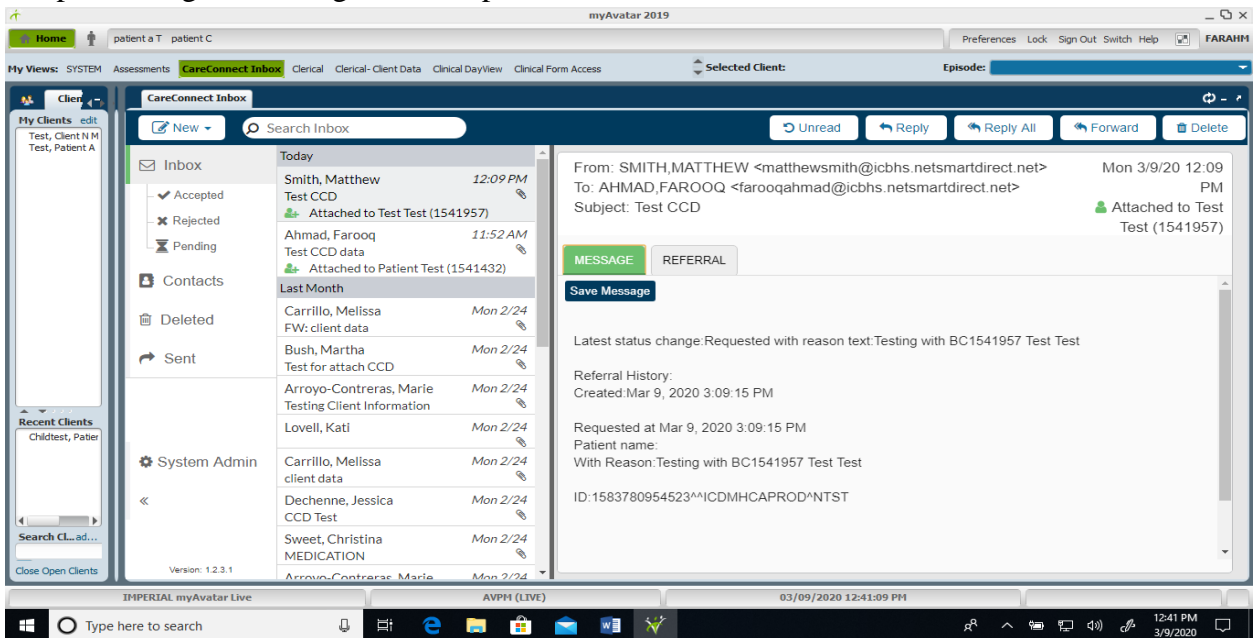 myAvatar 2019
Home
patient a T patient C
Preferences Lock Sign Out Switch Help FARAHM
My Views: SYSTEM Assessments CareConnect Inbox Clerical Clerical- Client Data Clinical DayView Clinical Form Access
Selected Client:
Episode:
Clien
My Clients edit
Test, Client N M
Test, Patient A
Recent Clients
Childtest, Patier
Search Cl...ad...
Close Open Clients
CareConnect Inbox
New
Search Inbox
Unread
Reply
Reply All
Forward
Delete
Inbox
Accepted
Rejected
Pending
Contacts
Deleted
Sent
System Admin
«
Version: 1.2.3.1
Today
Smith, Matthew 12:09 PM
Test CCD
Attached to Test Test (1541957)
Ahmad, Farooq 11:52 AM
Test CCD data
Attached to Patient Test (1541432)
Last Month
Carrillo, Melissa Mon 2/24
FW: client data
Bush, Martha Mon 2/24
Test for attach CCD
Arroyo-Contreras, Marie Mon 2/24
Testing Client Information
Lovell, Kati Mon 2/24
Carrillo, Melissa Mon 2/24
client data
Dechenne, Jessica Mon 2/24
CCD Test
Sweet, Christina Mon 2/24
MEDICATION
Arroyo-Contreras, Marie Mon 2/24
From: SMITH,MATTHEW <matthewsmith@icbhs.netsmartdirect.net>
To: AHMAD,FAROOQ <farooqahmad@icbhs.netsmartdirect.net>
Subject: Test CCD
Mon 3/9/20 12:09
PM
Attached to Test
Test (1541957)
MESSAGE
REFERRAL
Save Message
Latest status change:Requested with reason text:Testing with BC1541957 Test Test
Referral History:
Created:Mar 9, 2020 3:09:15 PM
Requested at Mar 9, 2020 3:09:15 PM
Patient name:
With Reason:Testing with BC1541957 Test Test
ID:1583780954523^^ICDMHCAPROD^NTST
IMPERIAL myAvatar Live
AVPM (LIVE)
03/09/2020 12:41:09 PM
Type here to search
12:41 PM
3/9/2020